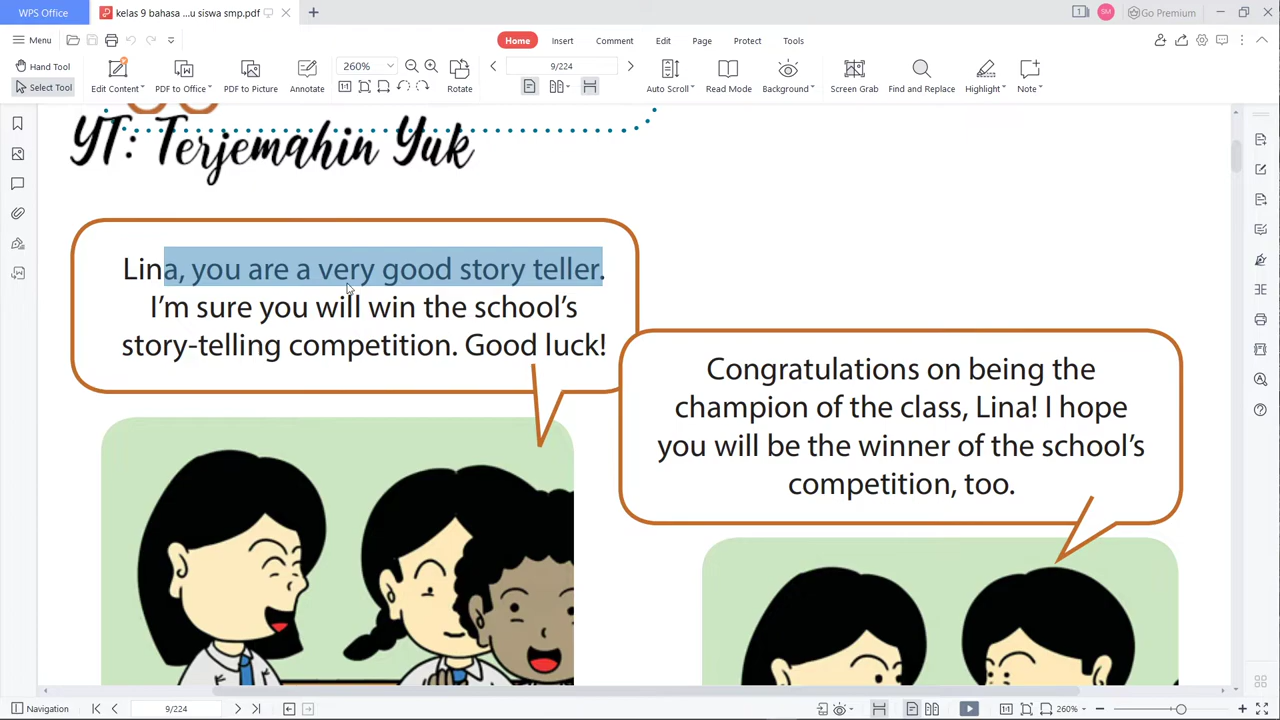 WPS Office
kelas 9 bahasa ...u siswa smp.pdf
1
SM
Go Premium
Menu
Home
Insert
Comment
Edit
Page
Protect
Tools
Hand Tool
Select Tool
Edit Content
PDF to Office
PDF to Picture
Annotate
260%
Rotate
9/224
Auto Scroll
Read Mode
Background
Screen Grab
Find and Replace
Highlight
Note
YT: Terjemahin Yuk
Lina, you are a very good story teller.
I'm sure you will win the school's
story-telling competition. Good luck!
Congratulations on being the
champion of the class, Lina! I hope
you will be the winner of the school's
competition, too.
Navigation
9/224
260%